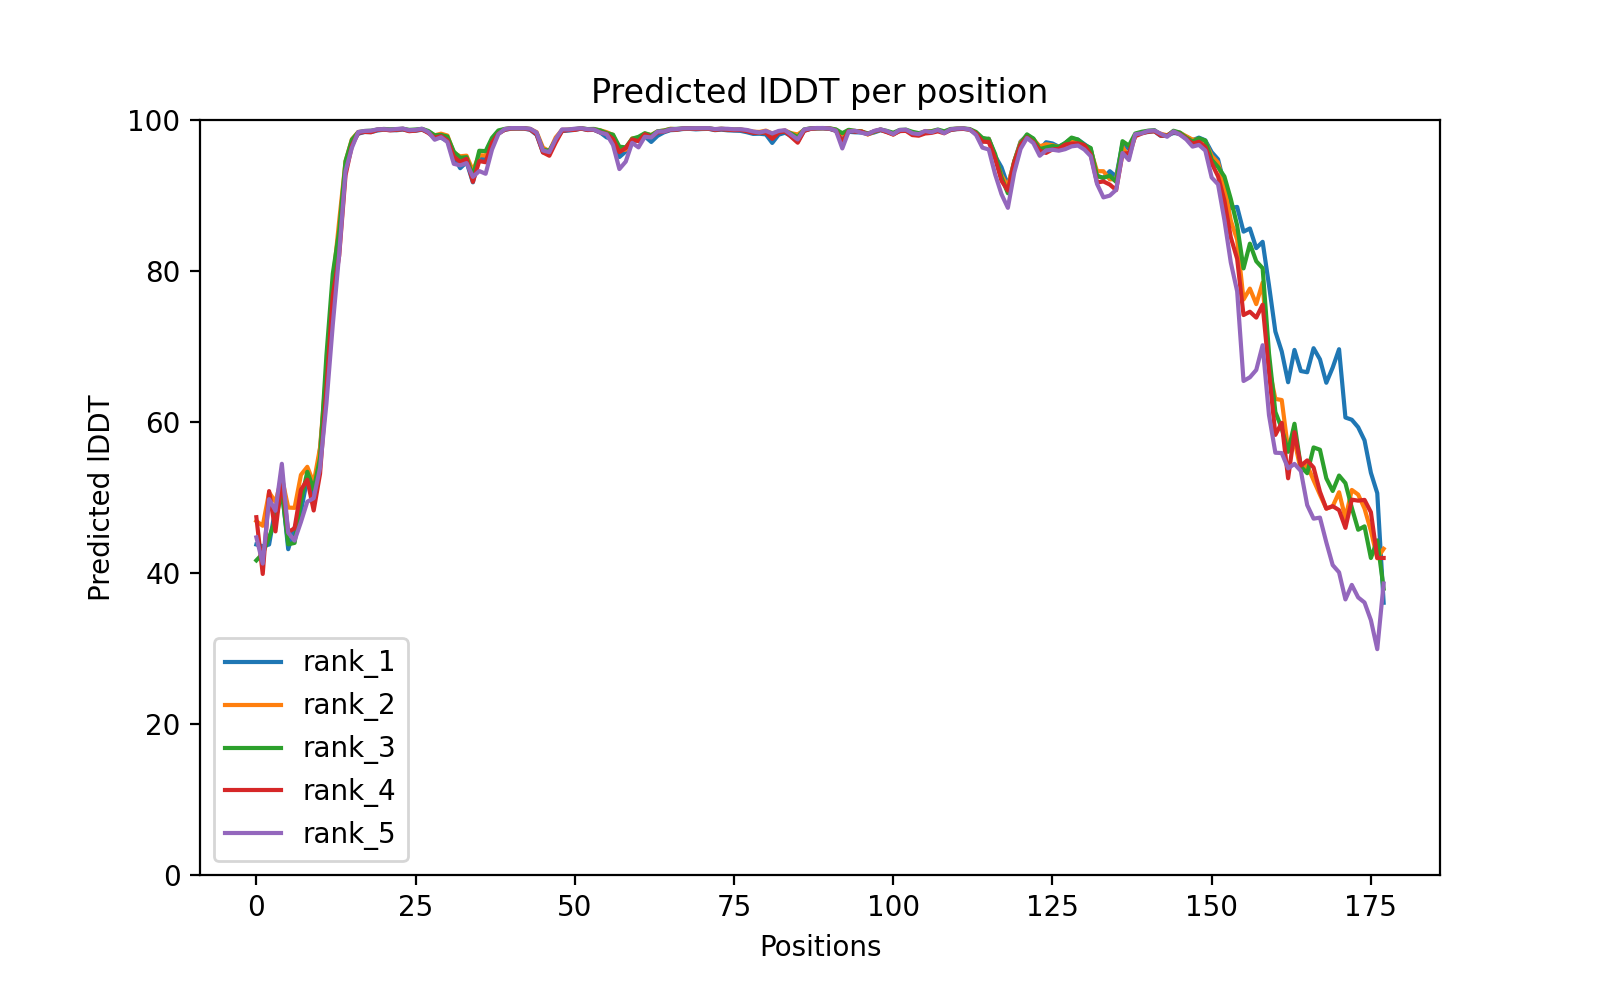 Predicted lDDT per position
100
80
60
40
20
0
Predicted lDDT
rank_1
rank_2
rank_3
rank_4
rank_5
0 25 50 75 100 125 150 175
Positions